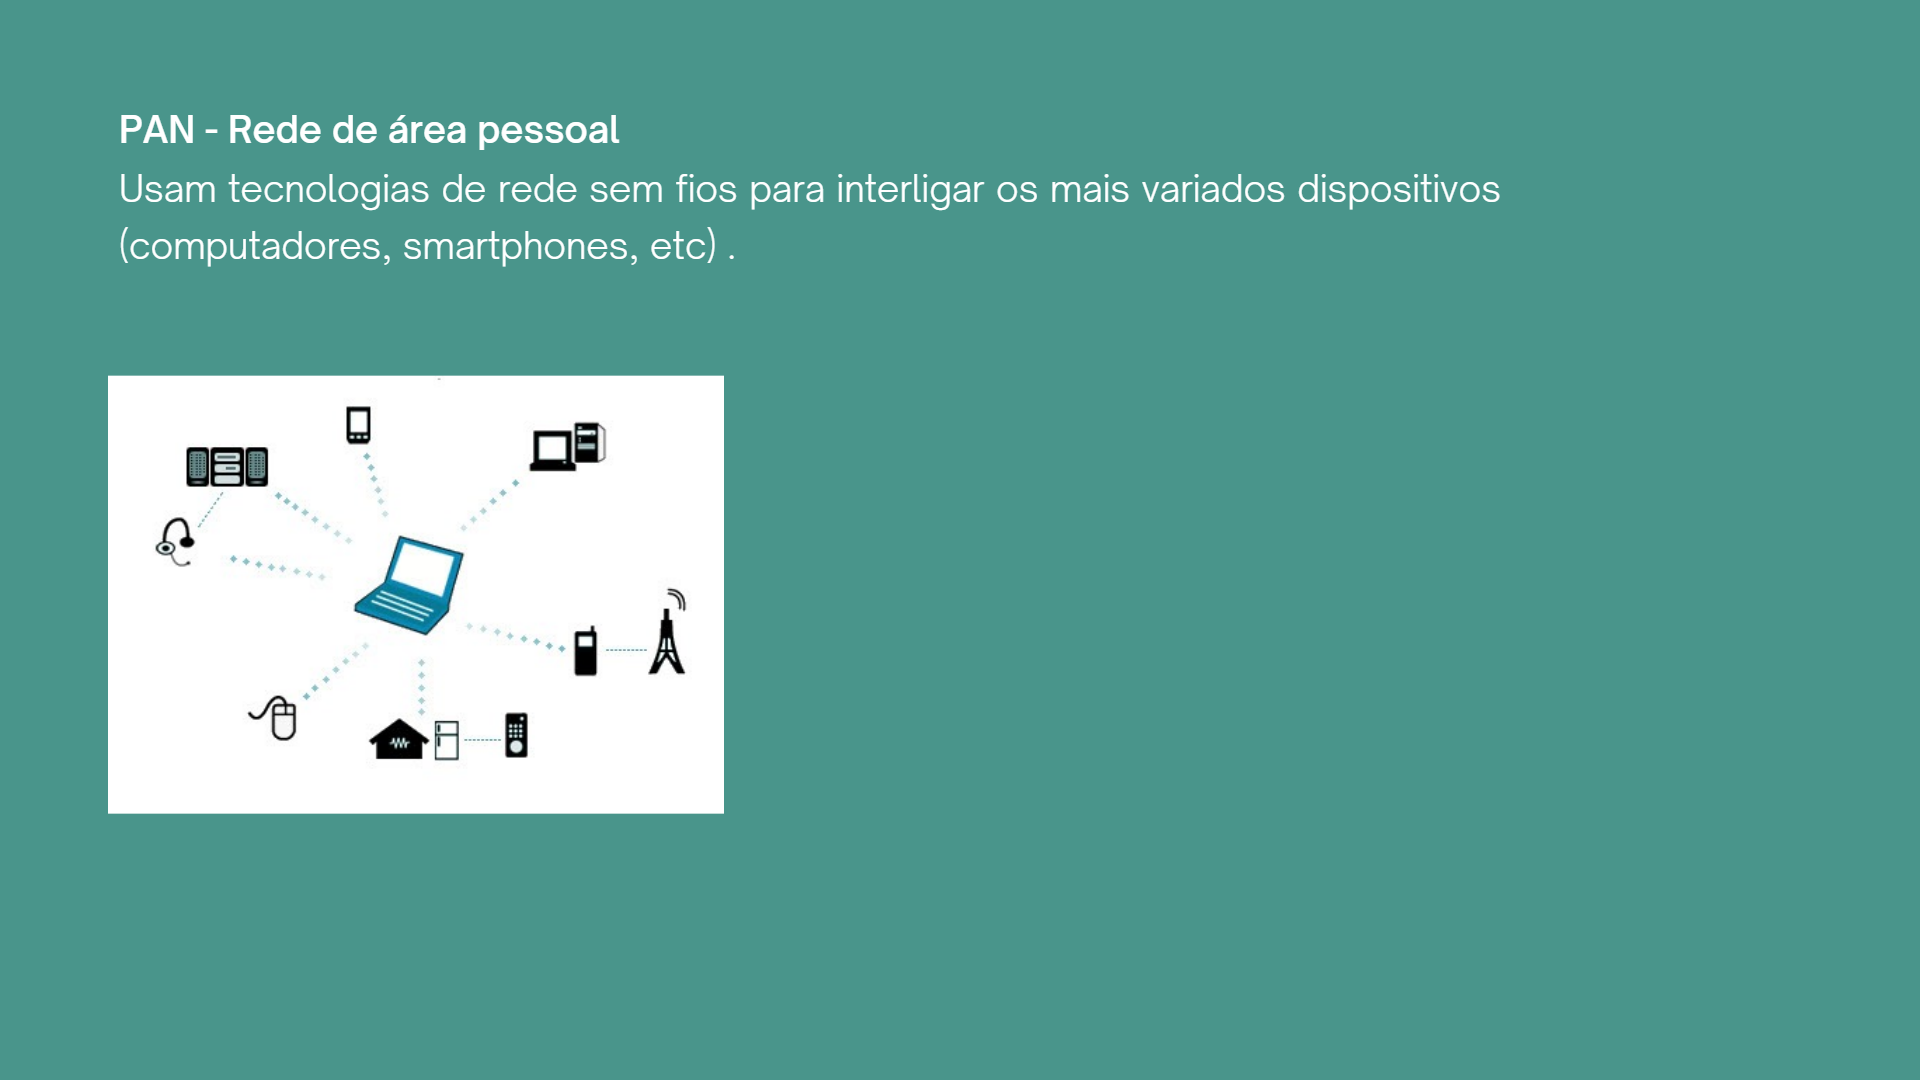 PAN - Rede de área pessoal
Usam tecnologias de rede sem fios para interligar os mais variados dispositivos
(computadores, smartphones, etc) .